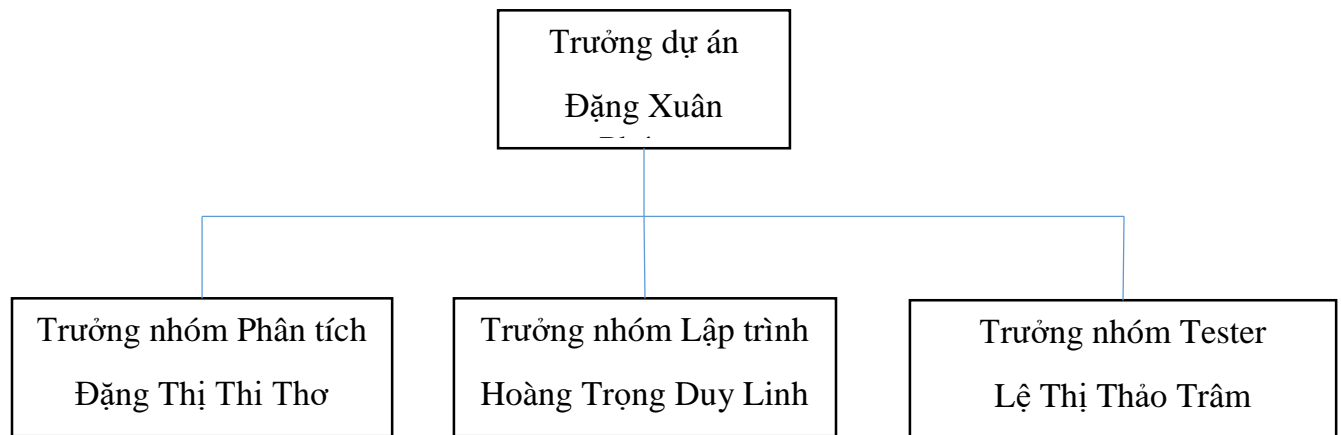 Trưởng dự án
Đặng Xuân
Trưởng nhóm Phân tích
Đặng Thị Thi Thơ
Trưởng nhóm Lập trình
Hoàng Trọng Duy Linh
Trưởng nhóm Tester
Lệ Thị Thảo Trâm